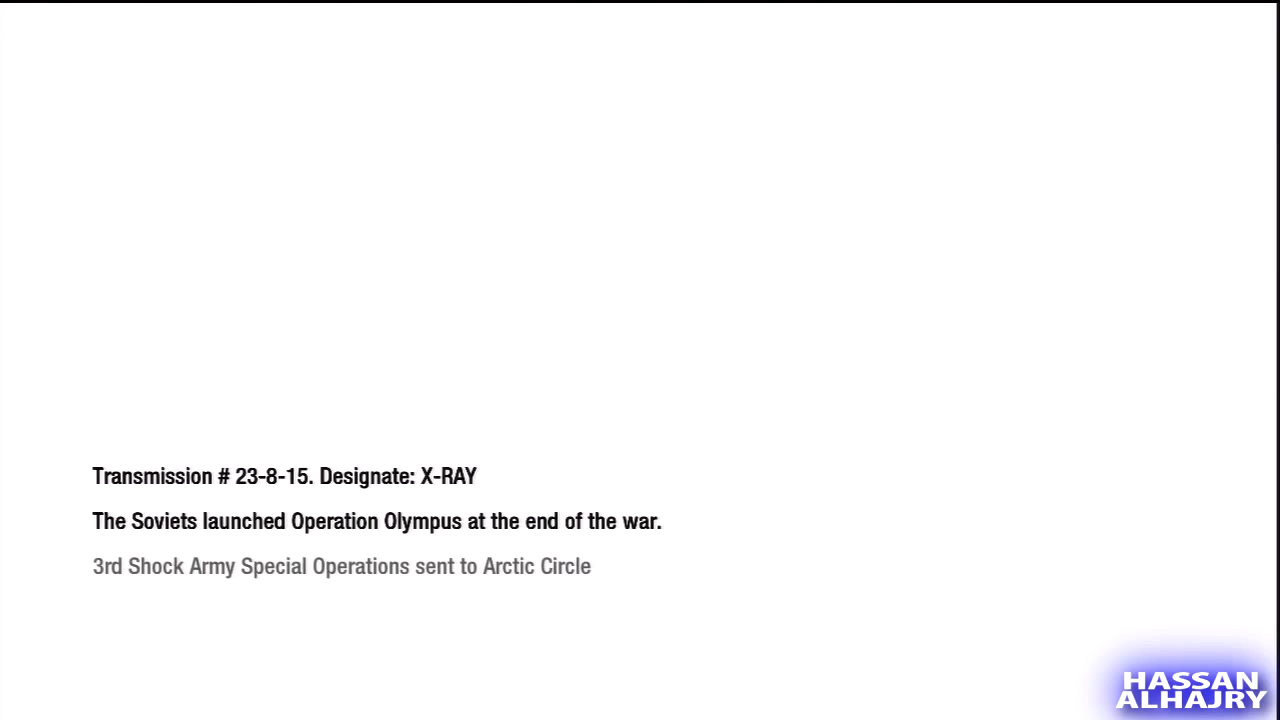 Transmission # 23-8-15. Designate: X-RAY
The Soviets launched Operation Olympus at the end of the war.
3rd Shock Army Special Operations sent to Arctic Circle
HASSAN
ALHAJRY